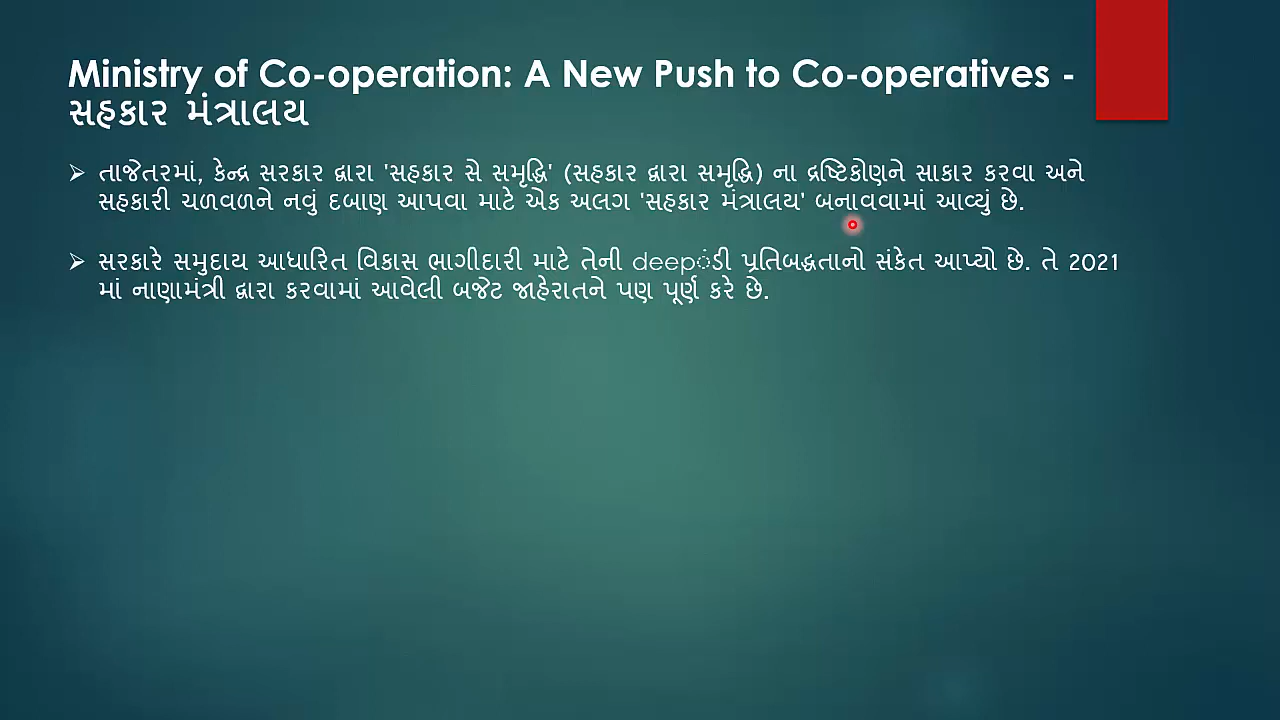 Ministry of Co-operation: A New Push to Co-operatives -
સહકાર મંત્રાલય
તાજેતરમાં, કેન્દ્ર સરકાર દ્વારા 'સહકાર સે સમૃદ્ધિ' (સહકાર દ્વારા સમૃદ્ધિ) ના દ્રષ્ટિકોણને સાકાર કરવા અને
સહકારી ચળવળને નવું દબાણ આપવા માટે એક અલગ 'સહકાર મંત્રાલય' બનાવવામાં આવ્યું છે.
સરકારે સમુદાય આધારિત વિકાસ ભાગીદારી માટે તેની deepંડી પ્રતિબદ્ધતાનો સંકેત આપ્યો છે. તે 2021
માં નાણામંત્રી દ્વારા કરવામાં આવેલી બજેટ જાહેરાતને પણ પૂર્ણ કરે છે.